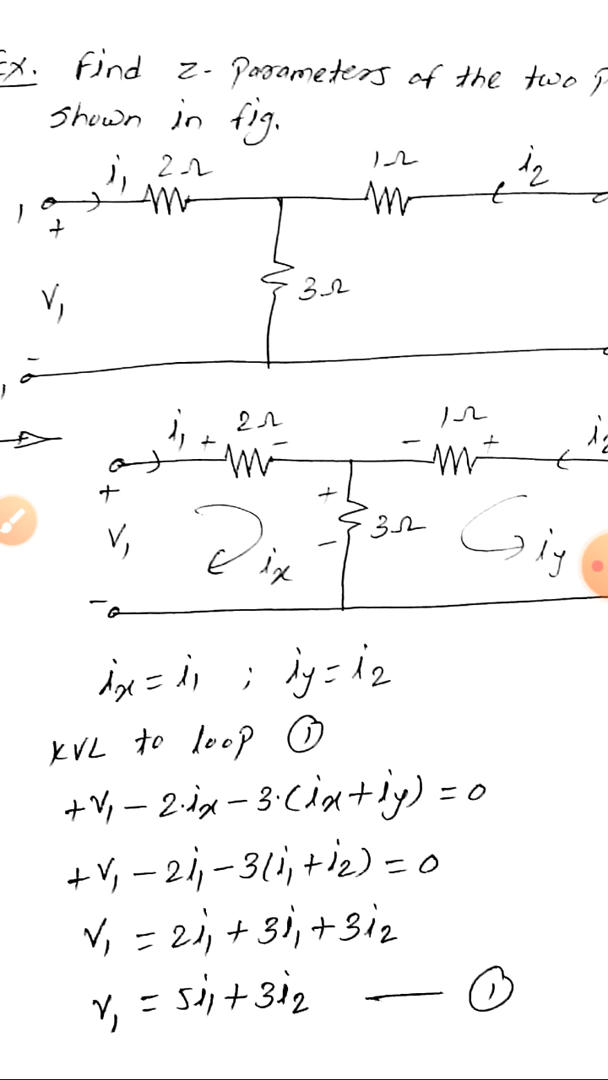 Ex. Find z-Parameters of the two P
shown in fig.
i₁ 2Ω 1Ω i₂
1 +
V₁ 3Ω
-
i₁ + 2Ω - - 1Ω + i₂
+ +
V₁ ix 3Ω iy
- -
ix = i₁ ; iy = i₂
KVL to loop ①
+V₁ - 2·ix - 3·(ix + iy) = 0
+V₁ - 2i₁ - 3(i₁ + i₂) = 0
V₁ = 2i₁ + 3i₁ + 3i₂
V₁ = 5i₁ + 3i₂ — ①